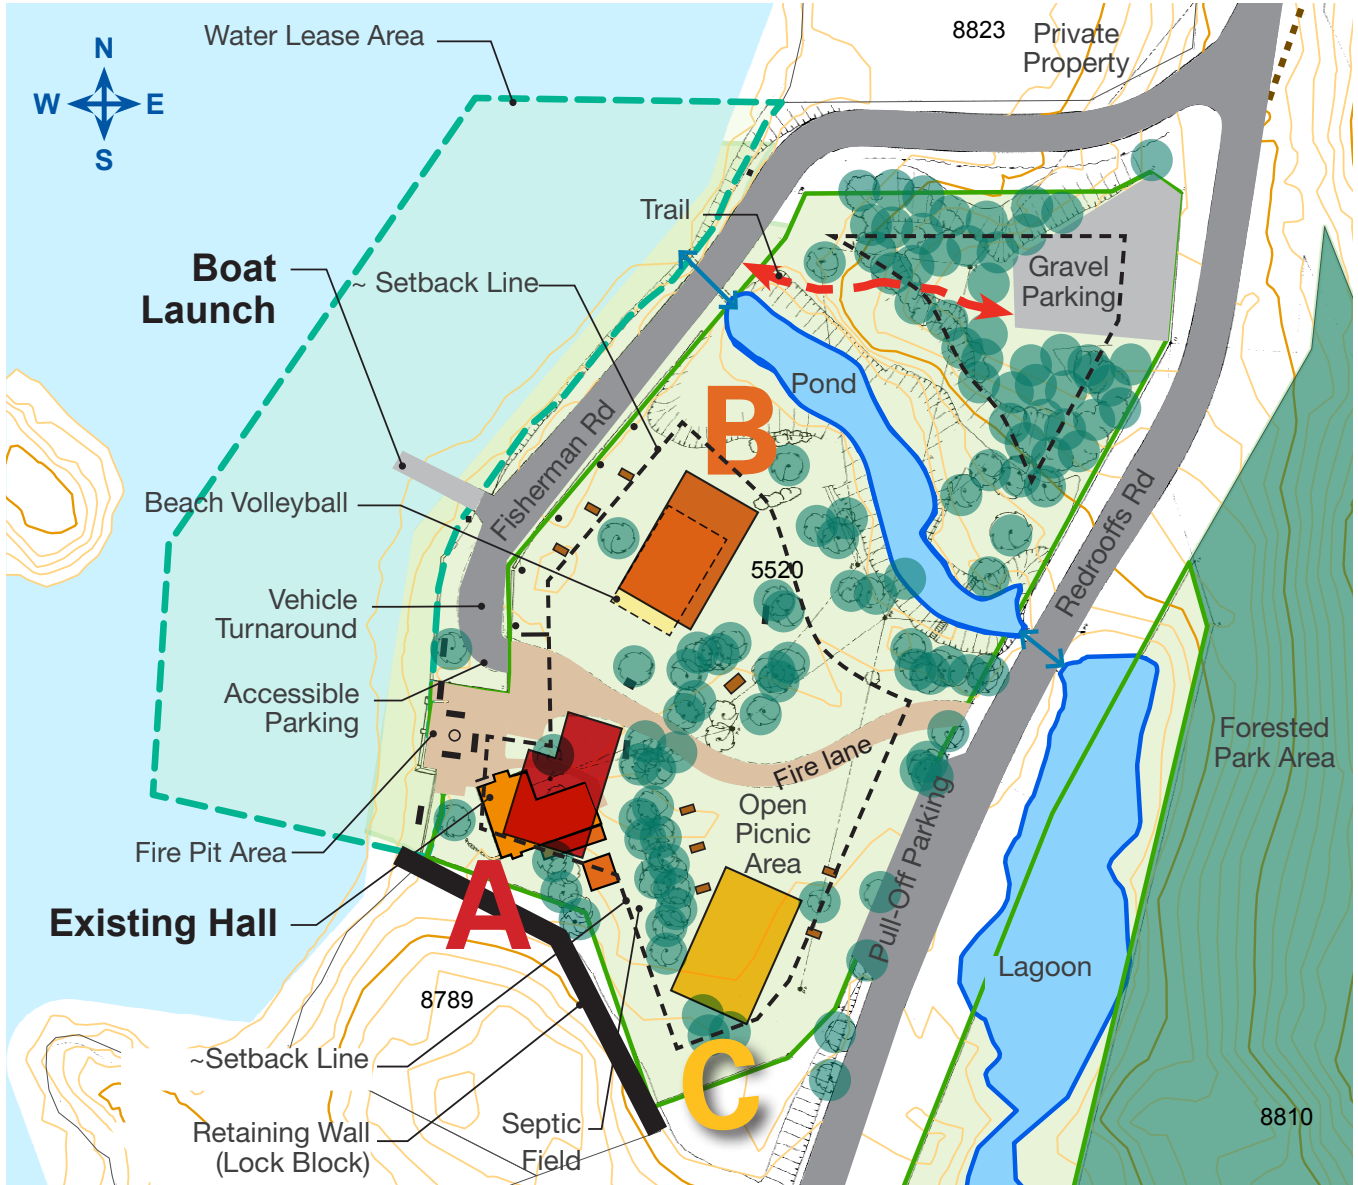 Water Lease Area
8823
Private
Property
N
W
E
S
Trail
Boat
Launch
~ Setback Line
Gravel
Parking
Pond
B
Fisherman Rd
Beach Volleyball
Redrooffs Rd
5520
Vehicle
Turnaround
Accessible
Parking
Forested
Park Area
Fire lane
Open
Picnic
Area
Pull-Off Parking
Fire Pit Area
A
Existing Hall
Lagoon
8789
~Setback Line
C
Retaining Wall
(Lock Block)
Septic
Field
8810